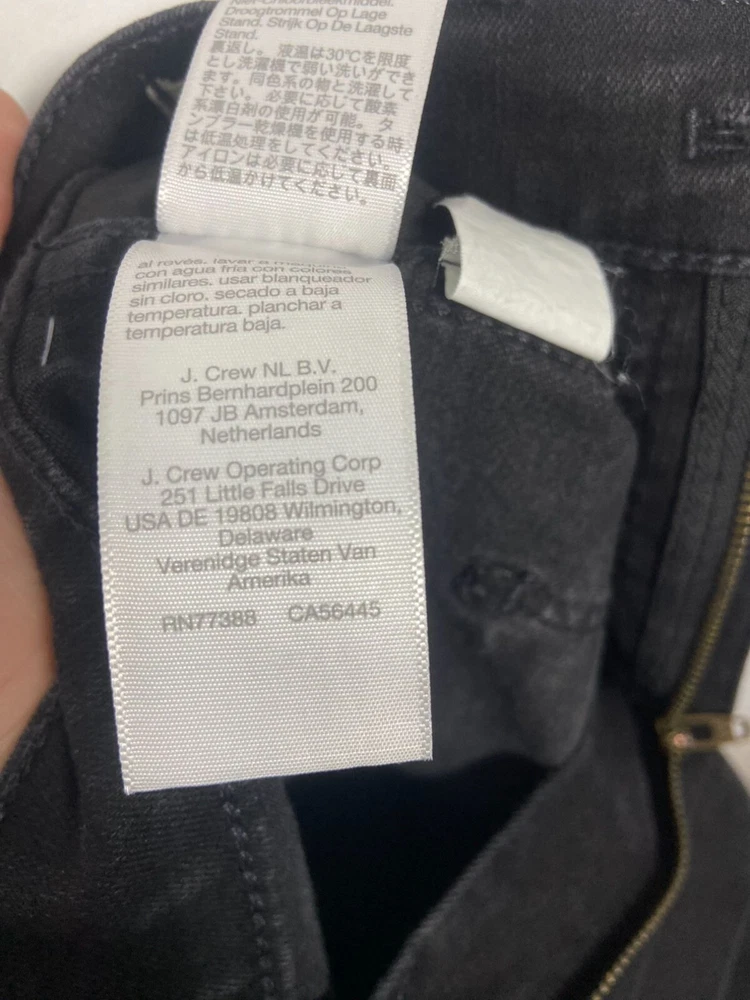 Droogtrommel Op Lage
Stand. Strijk Op De Laagste
Stand.
裏返し。液温は30℃を限度
とし洗濯機で弱い洗いができ
ます。同色系の物と洗濯して
下さい。必要に応じて酸素
系漂白剤の使用が可能。タ
ンブラー乾燥機を使用する時
は低温処理をしてください。
アイロンは必要に応じて裏面
から低温かけてください。
al revés. lavar a maquina
con agua fria con colores
similares. usar blanqueador
sin cloro. secado a baja
temperatura. planchar a
temperatura baja.
J. Crew NL B.V.
Prins Bernhardplein 200
1097 JB Amsterdam,
Netherlands
J. Crew Operating Corp
251 Little Falls Drive
USA DE 19808 Wilmington,
Delaware
Verenidge Staten Van
Amerika
RN77388 CA56445